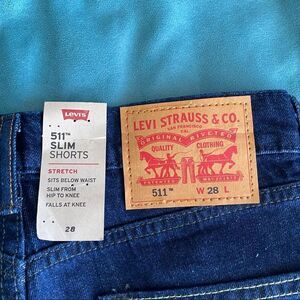 Levi's
511™
SLIM
SHORTS
STRETCH
SITS BELOW WAIST
SLIM FROM
HIP TO KNEE
FALLS AT KNEE
28
LEVI STRAUSS & CO.
SAN FRANCISCO
CAL.
ORIGINAL RIVETED
QUALITY CLOTHING
511™ W 28 L